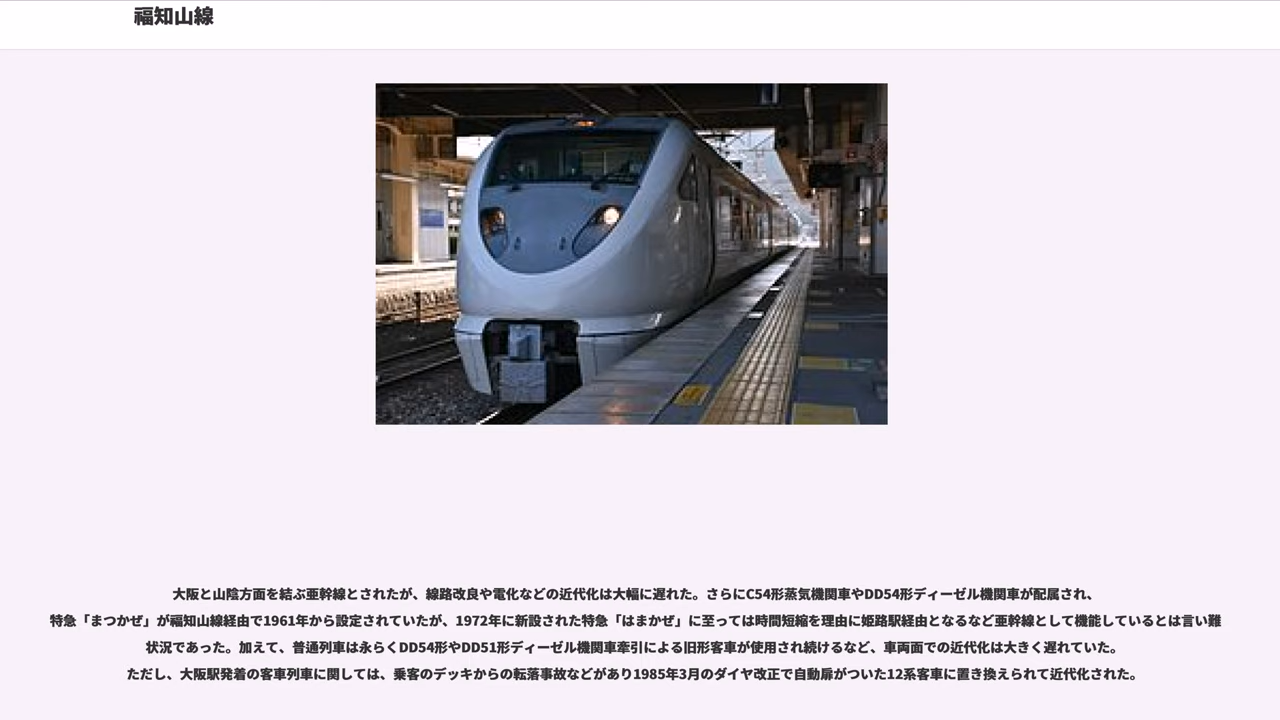 福知山線
大阪と山陰方面を結ぶ亜幹線とされたが、線路改良や電化などの近代化は大幅に遅れた。さらにC54形蒸気機関車やDD54形ディーゼル機関車が配属され、
特急「まつかぜ」が福知山線経由で1961年から設定されていたが、1972年に新設された特急「はまかぜ」に至っては時間短縮を理由に姫路駅経由となるなど亜幹線として機能しているとは言い難
状況であった。加えて、普通列車は永らくDD54形やDD51形ディーゼル機関車牽引による旧形客車が使用され続けるなど、車両面での近代化は大きく遅れていた。
ただし、大阪駅発着の客車列車に関しては、乗客のデッキからの転落事故などがあり1985年3月のダイヤ改正で自動扉がついた12系客車に置き換えられて近代化された。